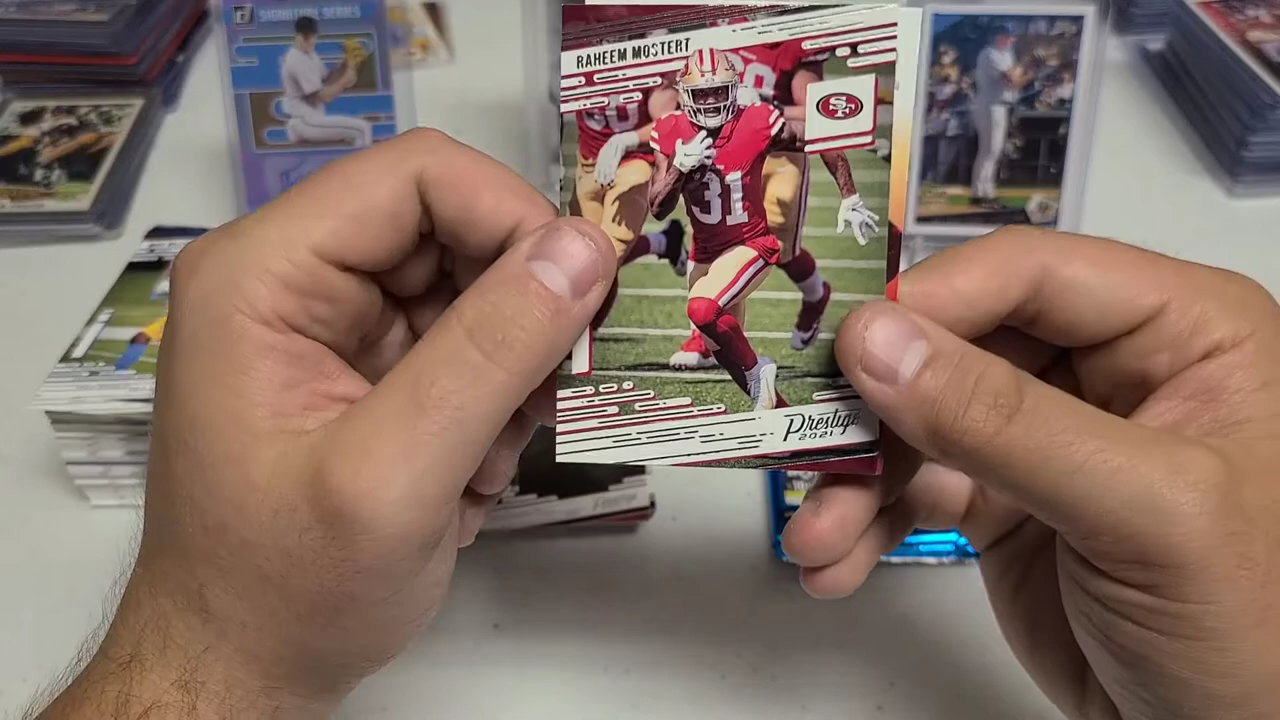 SIGNATURE SERIES
RAHEEM MOSTERT
SF
31
Prestige
2021